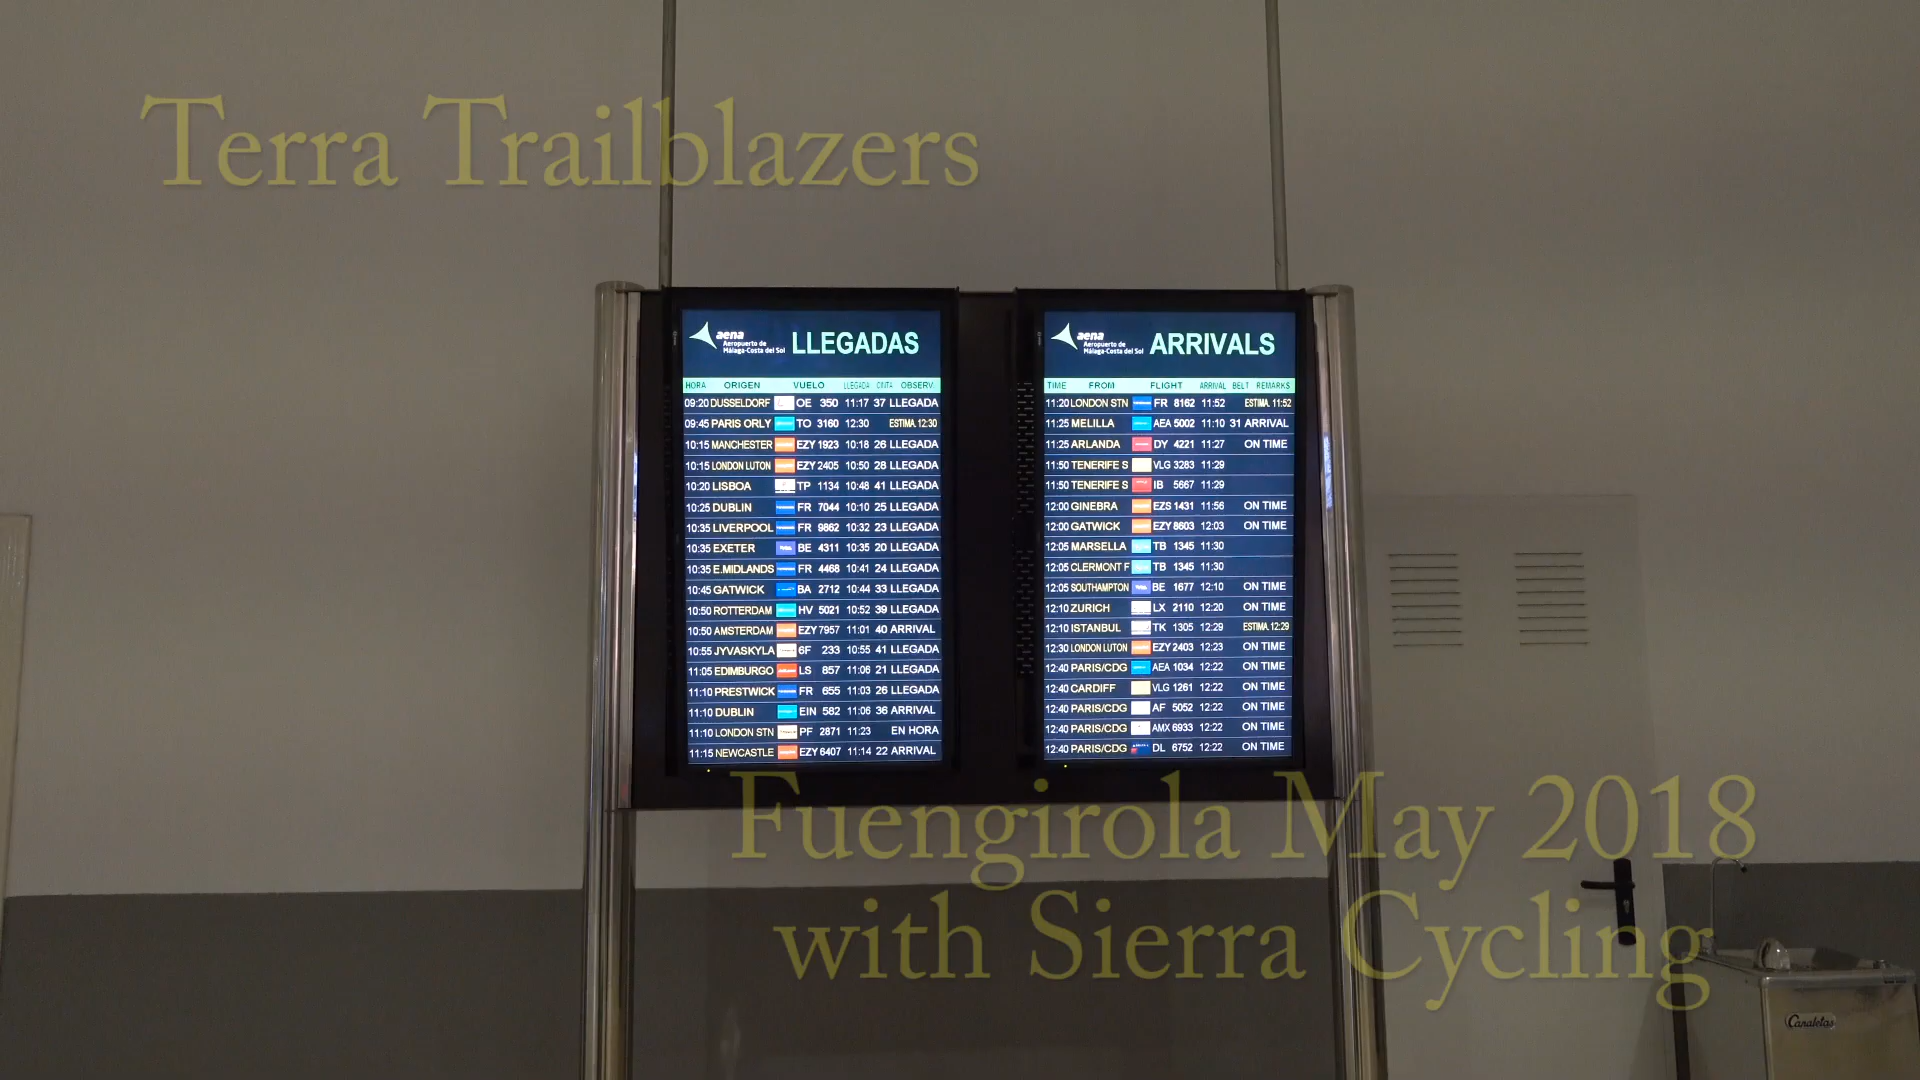 Terra Trailblazers
aena
Aeropuerto de
Málaga-Costa del Sol
LLEGADAS
HORA ORIGEN VUELO LLEGADA CINTA OBSERV.
09:20 DUSSELDORF OE 350 11:17 37 LLEGADA
09:45 PARIS ORLY TO 3160 12:30 ESTIMA. 12:30
10:15 MANCHESTER EZY 1923 10:18 26 LLEGADA
10:15 LONDON LUTON EZY 2405 10:50 28 LLEGADA
10:20 LISBOA TP 1134 10:48 41 LLEGADA
10:25 DUBLIN FR 7044 10:10 25 LLEGADA
10:35 LIVERPOOL FR 9862 10:32 23 LLEGADA
10:35 EXETER BE 4311 10:35 20 LLEGADA
10:35 E.MIDLANDS FR 4468 10:41 24 LLEGADA
10:45 GATWICK BA 2712 10:44 33 LLEGADA
10:50 ROTTERDAM HV 5021 10:52 39 LLEGADA
10:50 AMSTERDAM EZY 7957 11:01 40 ARRIVAL
10:55 JYVASKYLA 6F 233 10:55 41 LLEGADA
11:05 EDIMBURGO LS 857 11:06 21 LLEGADA
11:10 PRESTWICK FR 655 11:03 26 LLEGADA
11:10 DUBLIN EIN 582 11:06 36 ARRIVAL
11:10 LONDON STN PF 2871 11:23 EN HORA
11:15 NEWCASTLE EZY 6407 11:14 22 ARRIVAL
aena
Aeropuerto de
Málaga-Costa del Sol
ARRIVALS
TIME FROM FLIGHT ARRIVAL BELT REMARKS
11:20 LONDON STN FR 8162 11:52 ESTIMA. 11:52
11:25 MELILLA AEA 5002 11:10 31 ARRIVAL
11:25 ARLANDA DY 4221 11:27 ON TIME
11:50 TENERIFE S VLG 3283 11:29
11:50 TENERIFE S IB 5667 11:29
12:00 GINEBRA EZS 1431 11:56 ON TIME
12:00 GATWICK EZY 8603 12:03 ON TIME
12:05 MARSELLA TB 1345 11:30
12:05 CLERMONT F TB 1345 11:30
12:05 SOUTHAMPTON BE 1677 12:10 ON TIME
12:10 ZURICH LX 2110 12:20 ON TIME
12:10 ISTANBUL TK 1305 12:29 ESTIMA. 12:29
12:30 LONDON LUTON EZY 2403 12:23 ON TIME
12:40 PARIS/CDG AEA 1034 12:22 ON TIME
12:40 CARDIFF VLG 1261 12:22 ON TIME
12:40 PARIS/CDG AF 5052 12:22 ON TIME
12:40 PARIS/CDG AMX 6933 12:22 ON TIME
12:40 PARIS/CDG DL 6752 12:22 ON TIME
Fuengirola May 2018
with Sierra Cycling
Canaletas